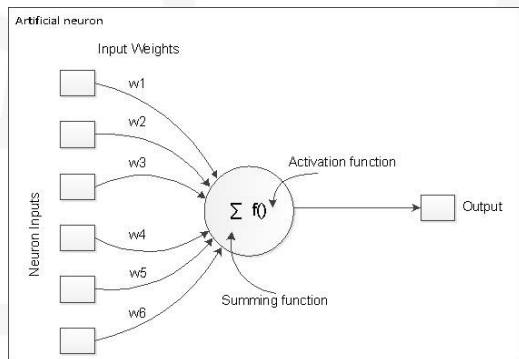 Artificial neuron
Input Weights
w1
w2
w3
w4
w5
w6
Neuron Inputs
Σ f()
Activation function
Summing function
Output